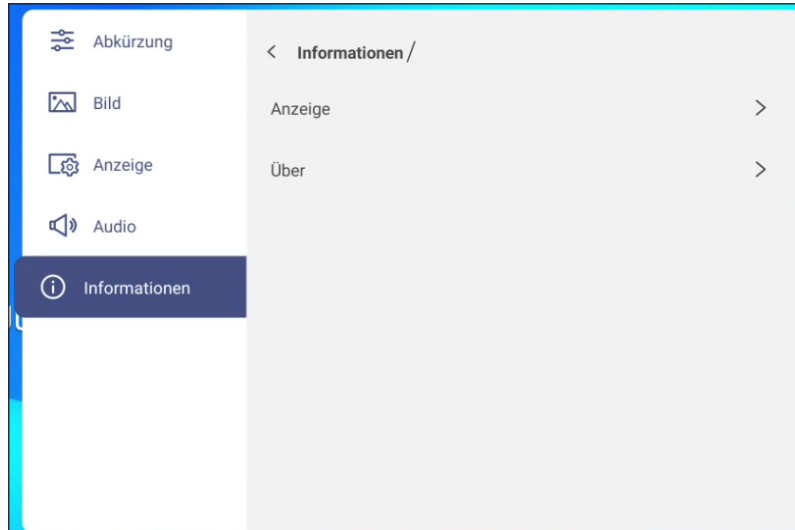 Abkürzung
Bild
Anzeige
Audio
Informationen
Informationen /
Anzeige
Über